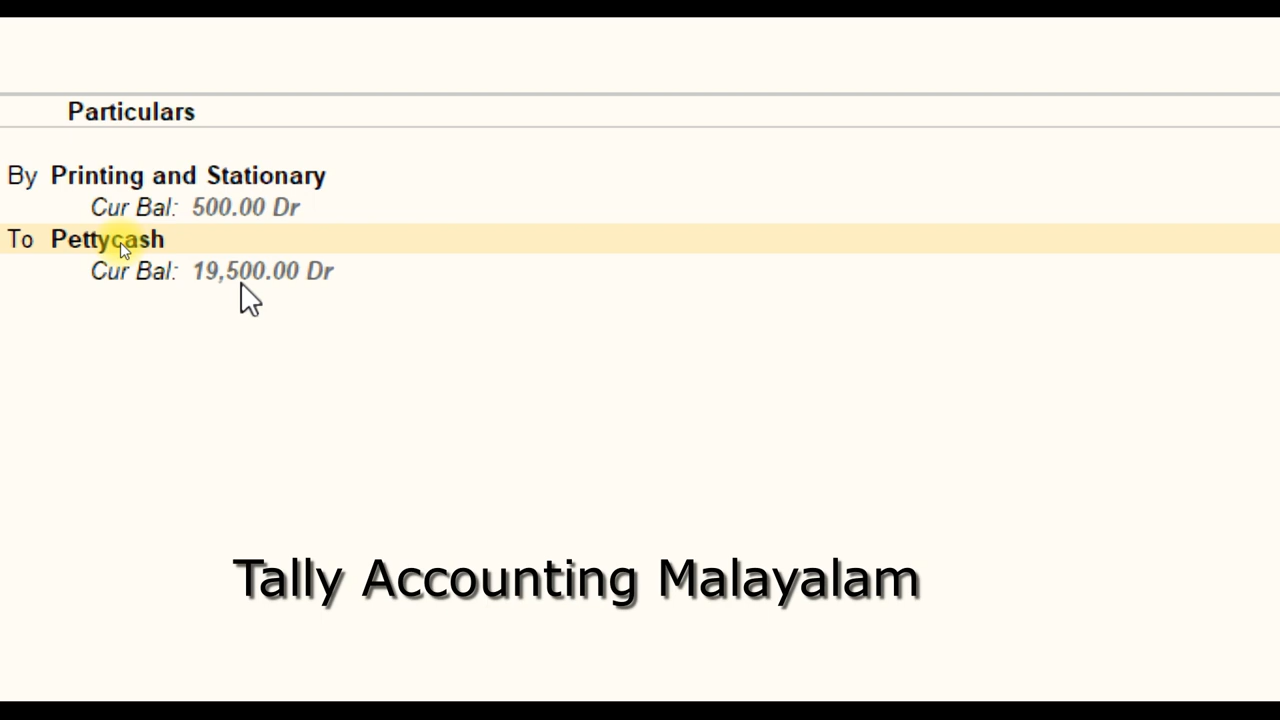 Particulars
By Printing and Stationary
Cur Bal: 500.00 Dr
To Pettycash
Cur Bal: 19,500.00 Dr
Tally Accounting Malayalam